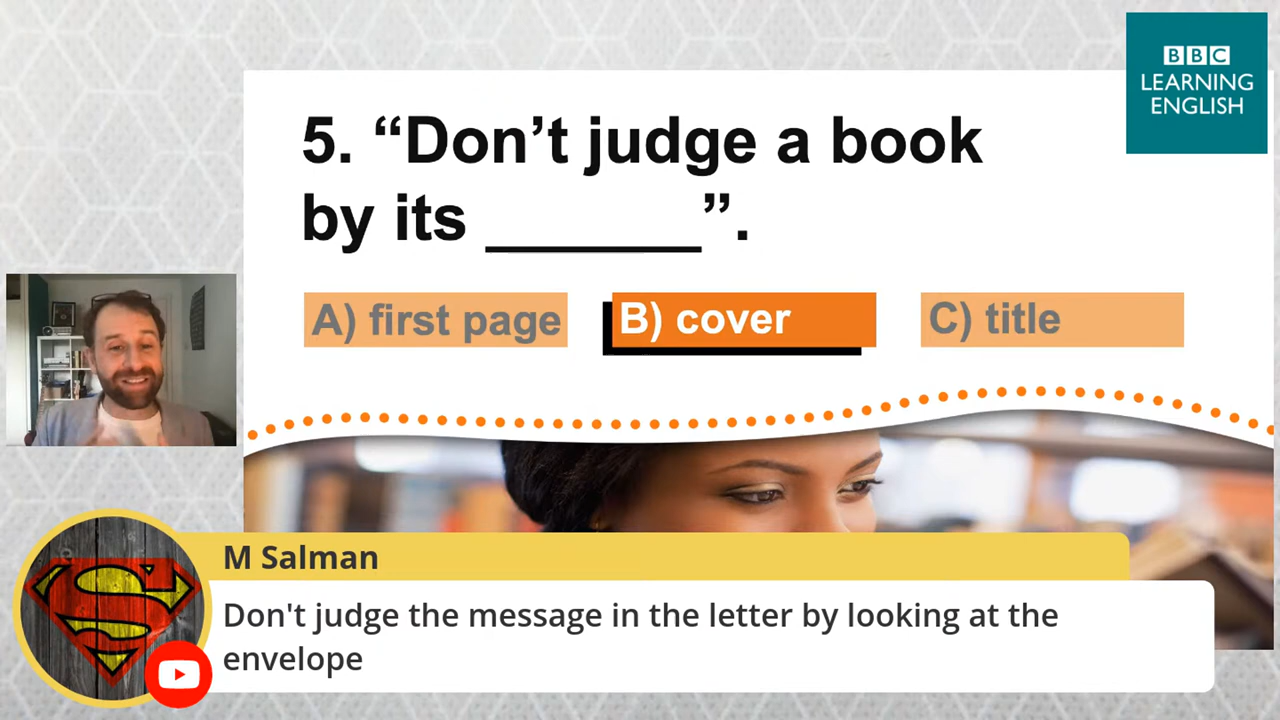 BBC
LEARNING
ENGLISH
5. “Don’t judge a book
by its ______”.
A) first page
B) cover
C) title
M Salman
Don't judge the message in the letter by looking at the
envelope